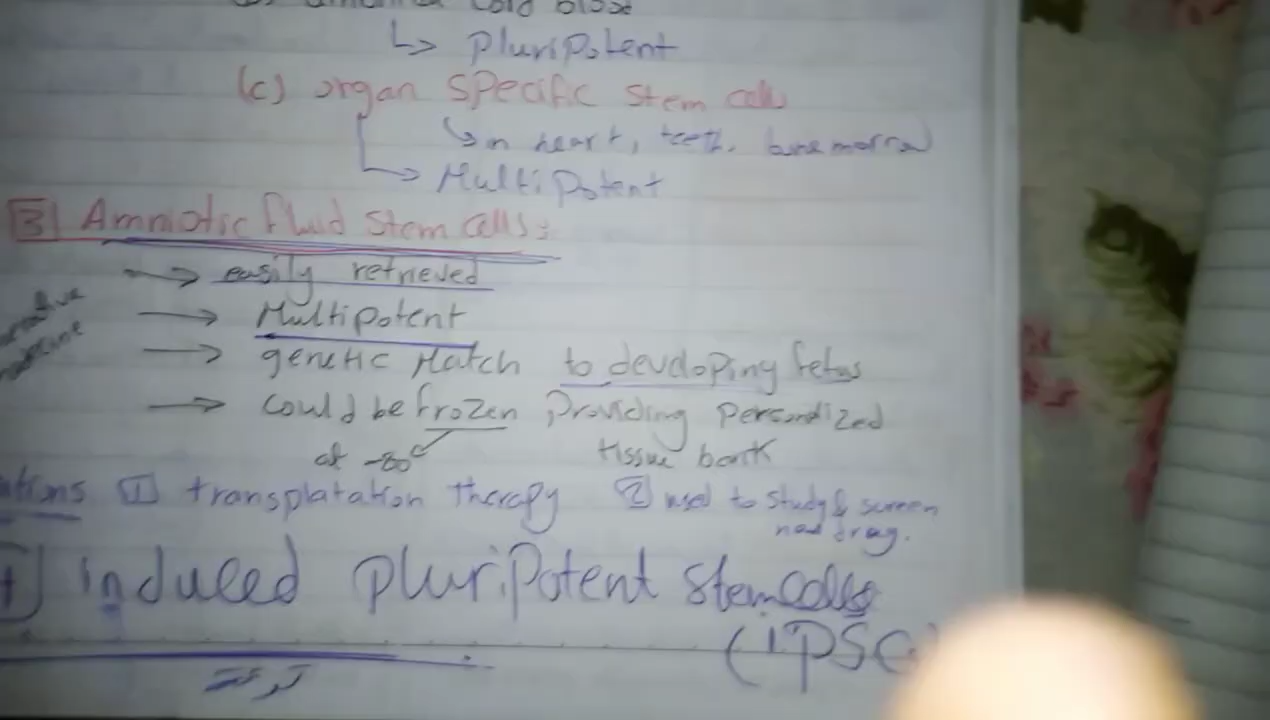 cord blood
↳ Pluripotent
(c) organ specific stem cells
↳ in heart, teeth, bone marrow
↳ Multipotent
3 Amniotic fluid stem cells:
→ easily retrieved
→ Multipotent
→ genetic Match to developing fetus
→ could be frozen, Providing Personalized
at -80°C tissue bank
1 transplatation therapy 2 used to study & screen
new drug.
induced pluripotent stem cells
(iPSC